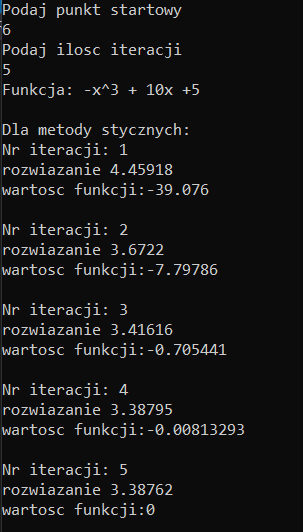 Podaj punkt startowy
6
Podaj ilosc iteracji
5
Funkcja: -x^3 + 10x +5
Dla metody stycznych:
Nr iteracji: 1
rozwiazanie 4.45918
wartosc funkcji:-39.076
Nr iteracji: 2
rozwiazanie 3.6722
wartosc funkcji:-7.79786
Nr iteracji: 3
rozwiazanie 3.41616
wartosc funkcji:-0.705441
Nr iteracji: 4
rozwiazanie 3.38795
wartosc funkcji:-0.00813293
Nr iteracji: 5
rozwiazanie 3.38762
wartosc funkcji:0